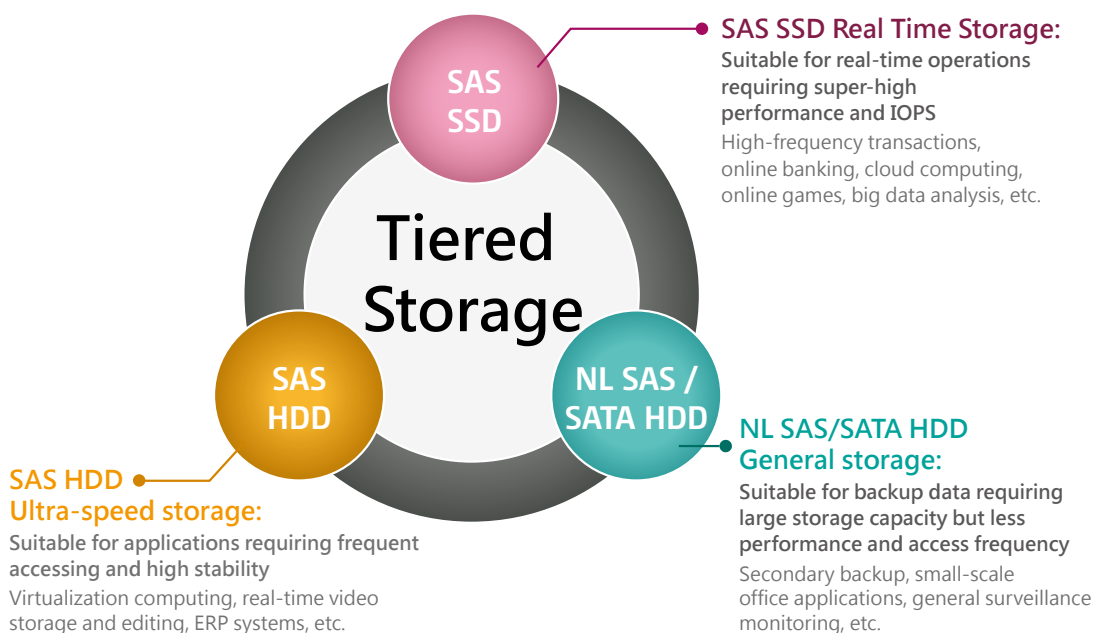 SAS
SSD
SAS SSD Real Time Storage:
Suitable for real-time operations
requiring super-high
performance and IOPS
High-frequency transactions,
online banking, cloud computing,
online games, big data analysis, etc.
Tiered
Storage
SAS
HDD
NL SAS /
SATA HDD
SAS HDD
Ultra-speed storage:
Suitable for applications requiring frequent
accessing and high stability
Virtualization computing, real-time video
storage and editing, ERP systems, etc.
NL SAS/SATA HDD
General storage:
Suitable for backup data requiring
large storage capacity but less
performance and access frequency
Secondary backup, small-scale
office applications, general surveillance
monitoring, etc.